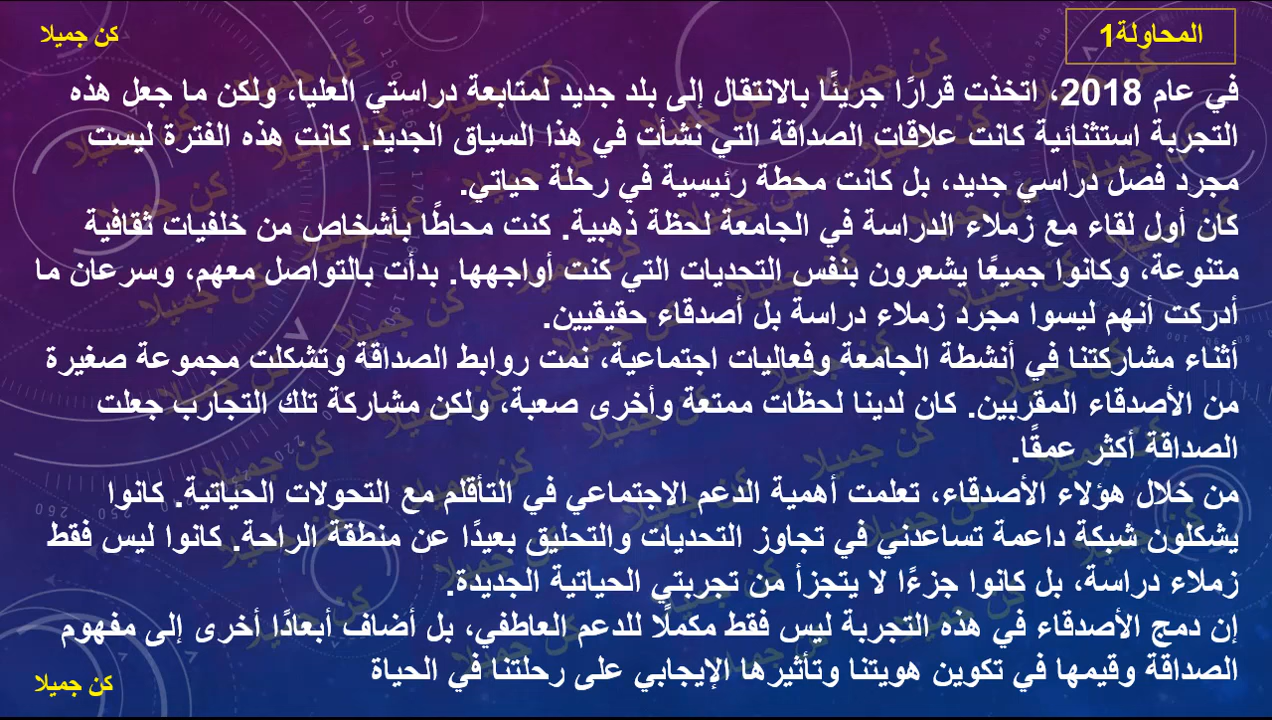 المحاولة1
كن جميلا
في عام 2018، اتخذت قرارًا جريئًا بالانتقال إلى بلد جديد لمتابعة دراستي العليا، ولكن ما جعل هذه
التجربة استثنائية كانت علاقات الصداقة التي نشأت في هذا السياق الجديد. كانت هذه الفترة ليست
مجرد فصل دراسي جديد، بل كانت محطة رئيسية في رحلة حياتي.
كان أول لقاء مع زملاء الدراسة في الجامعة لحظة ذهبية. كنت محاطًا بأشخاص من خلفيات ثقافية
متنوعة، وكانوا جميعًا يشعرون بنفس التحديات التي كنت أواجهها. بدأت بالتواصل معهم، وسرعان ما
أدركت أنهم ليسوا مجرد زملاء دراسة بل أصدقاء حقيقيين.
أثناء مشاركتنا في أنشطة الجامعة وفعاليات اجتماعية، نمت روابط الصداقة وتشكلت مجموعة صغيرة
من الأصدقاء المقربين. كان لدينا لحظات ممتعة وأخرى صعبة، ولكن مشاركة تلك التجارب جعلت
الصداقة أكثر عمقًا.
من خلال هؤلاء الأصدقاء، تعلمت أهمية الدعم الاجتماعي في التأقلم مع التحولات الحياتية. كانوا
يشكلون شبكة داعمة تساعدني في تجاوز التحديات والتحليق بعيدًا عن منطقة الراحة. كانوا ليس فقط
زملاء دراسة، بل كانوا جزءًا لا يتجزأ من تجربتي الحياتية الجديدة.
إن دمج الأصدقاء في هذه التجربة ليس فقط مكملًا للدعم العاطفي، بل أضاف أبعادًا أخرى إلى مفهوم
الصداقة وقيمها في تكوين هويتنا وتأثيرها الإيجابي على رحلتنا في الحياة
كن جميلا